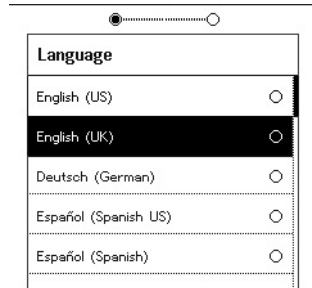 Language
English (US)
English (UK)
Deutsch (German)
Español (Spanish US)
Español (Spanish)